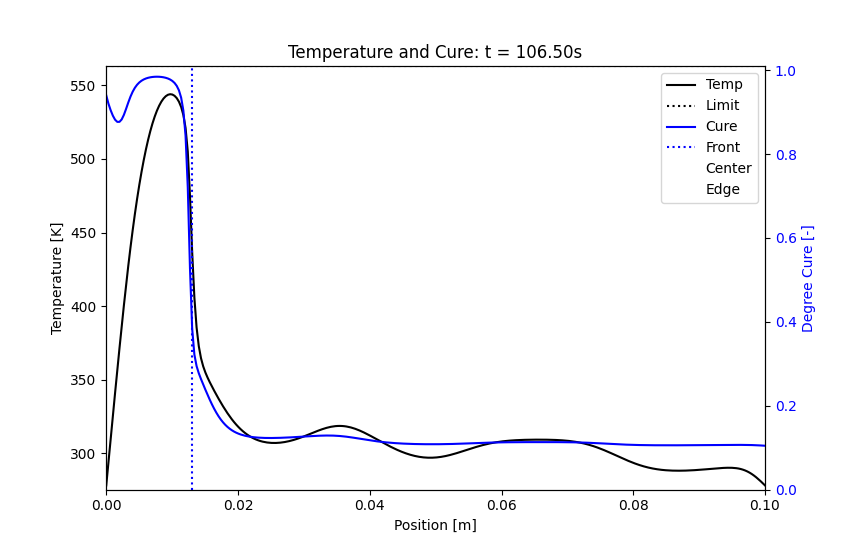 Temperature and Cure: t = 106.50s
550
500
450
400
350
300
Temperature [K]
1.0
0.8
0.6
0.4
0.2
0.0
Degree Cure [-]
Temp
Limit
Cure
Front
Center
Edge
0.00 0.02 0.04 0.06 0.08 0.10
Position [m]